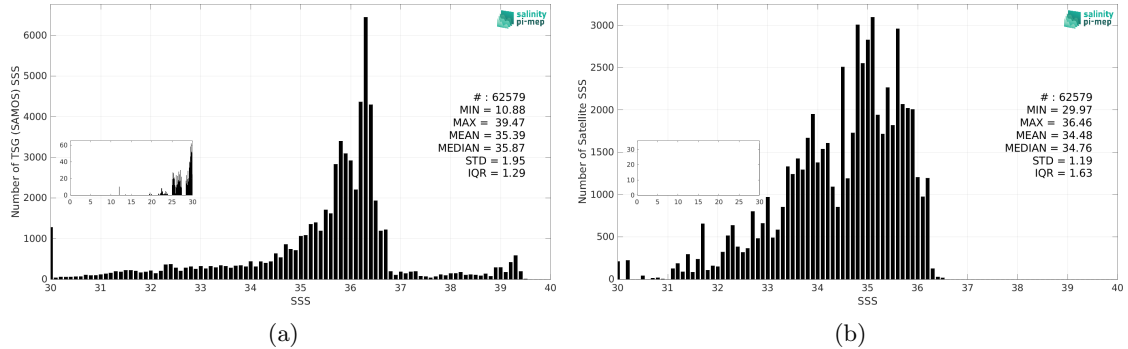 salinity
pi-mep
Number of TSG (SAMOS) SSS
6000
5000
4000
3000
2000
1000
0
# : 62579
MIN = 10.88
MAX = 39.47
MEAN = 35.39
MEDIAN = 35.87
STD = 1.95
IQR = 1.29
60
40
20
0
0 5 10 15 20 25 30
30 31 32 33 34 35 36 37 38 39 40
SSS
(a)
salinity
pi-mep
Number of Satellite SSS
3000
2500
2000
1500
1000
500
0
# : 62579
MIN = 29.97
MAX = 36.46
MEAN = 34.48
MEDIAN = 34.76
STD = 1.19
IQR = 1.63
30
20
10
0
0 5 10 15 20 25 30
30 31 32 33 34 35 36 37 38 39 40
SSS
(b)